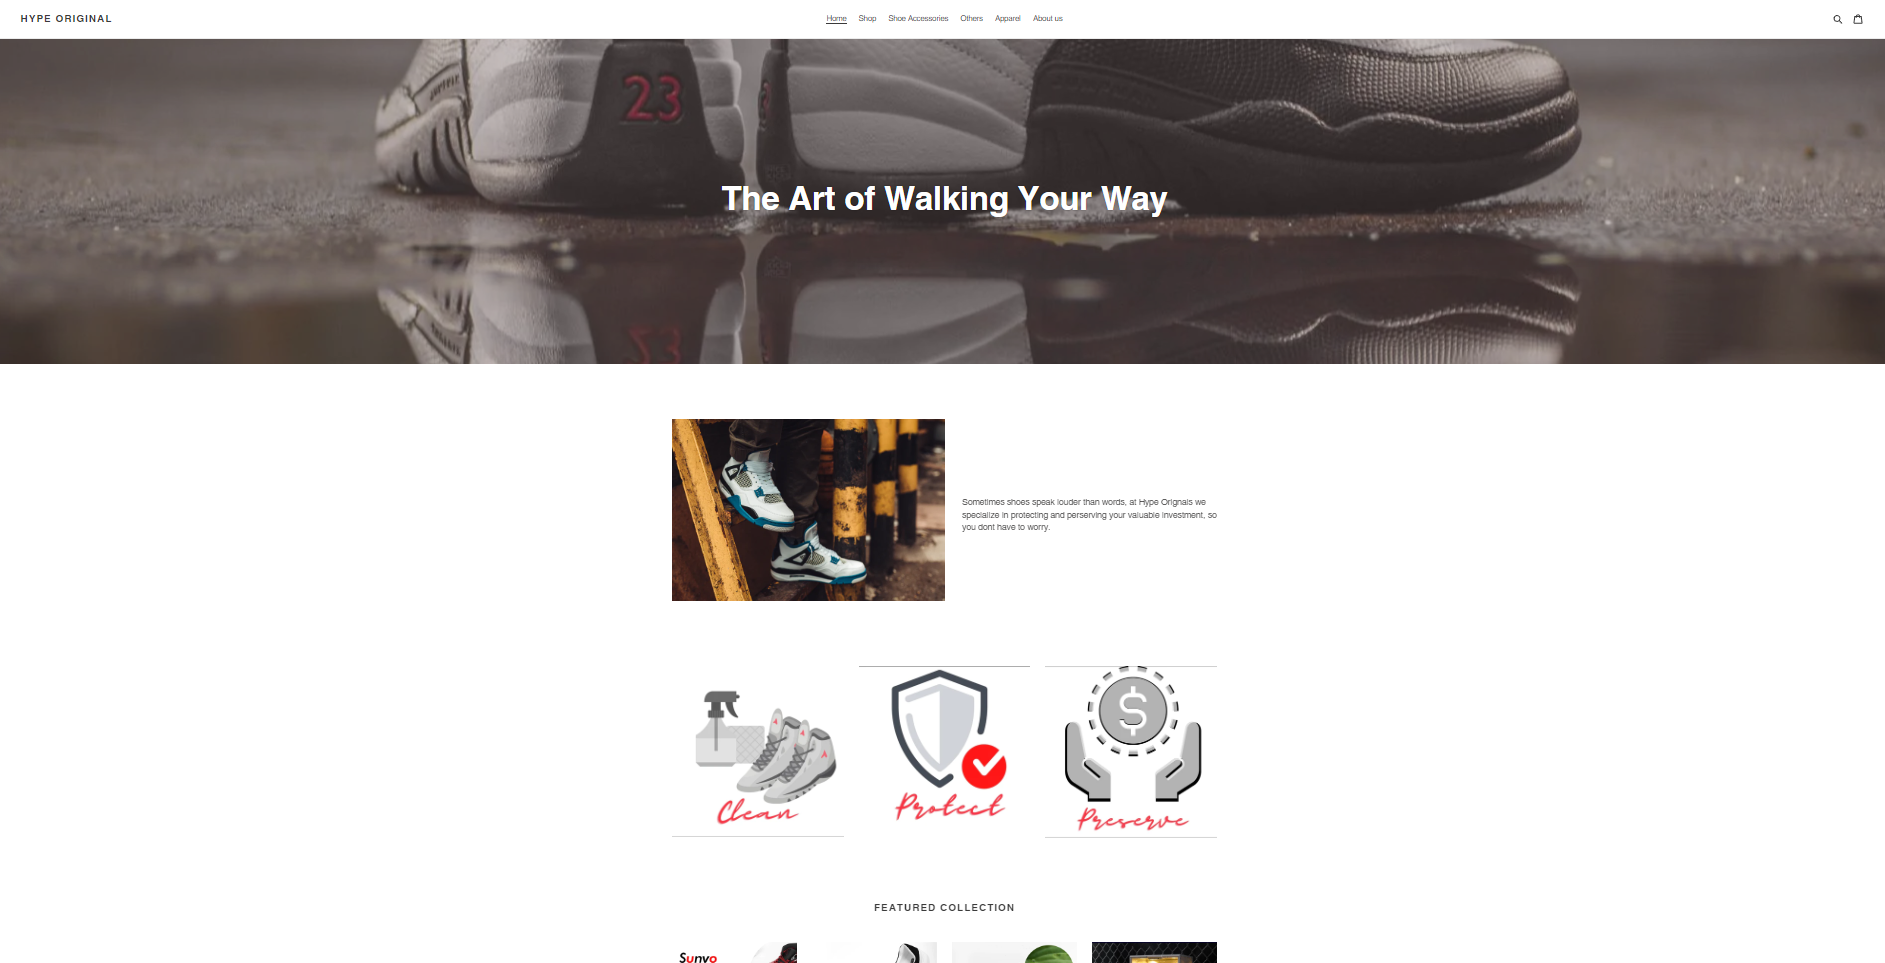 HYPE ORIGINAL
Home Shop Shoe Accessories Others Apparel About us
23
The Art of Walking Your Way
Sometimes shoes speak louder than words, at Hype Orignals we
specialize in protecting and perserving your valuable investment, so
you dont have to worry.
Clean
Protect
$
Preserve
FEATURED COLLECTION
Sunvo